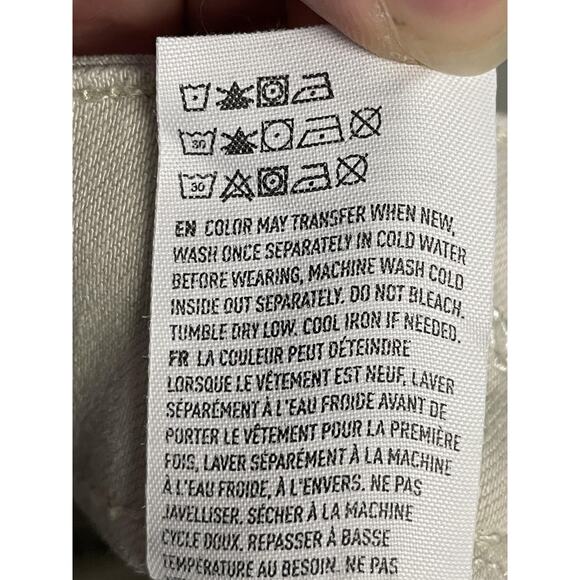 30
30
EN COLOR MAY TRANSFER WHEN NEW,
WASH ONCE SEPARATELY IN COLD WATER
BEFORE WEARING, MACHINE WASH COLD
INSIDE OUT SEPARATELY. DO NOT BLEACH.
TUMBLE DRY LOW. COOL IRON IF NEEDED.
FR LA COULEUR PEUT DÉTEINDRE
LORSQUE LE VÊTEMENT EST NEUF, LAVER
SÉPARÉMENT À L'EAU FROIDE AVANT DE
PORTER LE VÊTEMENT POUR LA PREMIÈRE
FOIS, LAVER SÉPARÉMENT À LA MACHINE
À L'EAU FROIDE, À L'ENVERS. NE PAS
JAVELLISER. SÉCHER À LA MACHINE
CYCLE DOUX. REPASSER À BASSE
TEMPÉRATURE AU BESOIN. NE PAS